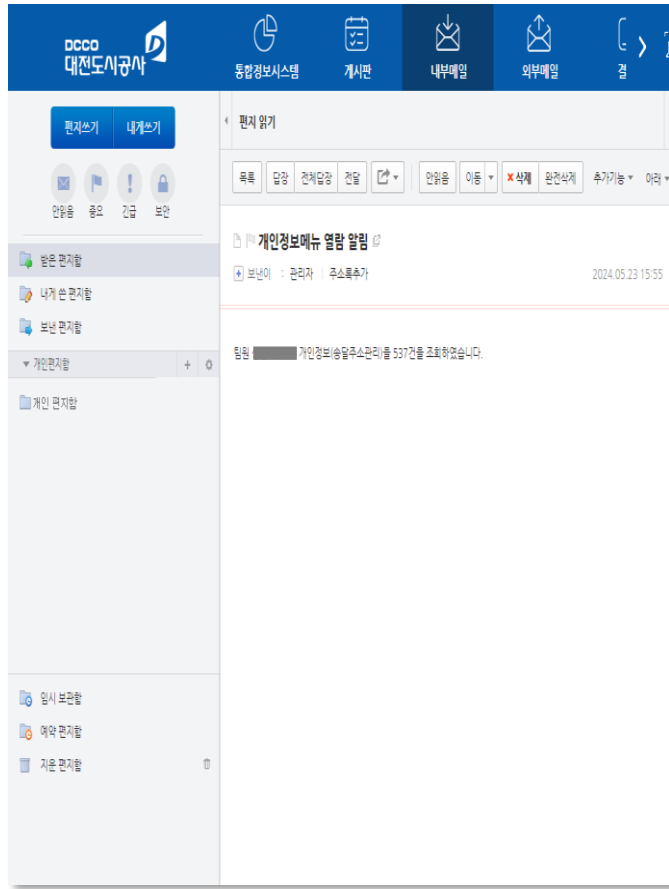 DCCO
대전도시공사
통합정보시스템
게시판
내부메일
외부메일
결
편지쓰기
내게쓰기
안읽음
중요
긴급
보안
받은 편지함
내게 쓴 편지함
보낸 편지함
개인편지함
개인 편지함
임시 보관함
예약 편지함
지운 편지함
편지 읽기
목록 답장 전체답장 전달 안읽음 이동 ×삭제 완전삭제 추가기능 아래
개인정보메뉴 열람 알림
보낸이 : 관리자 | 주소록추가 2024.05.23 15:55
팀원 개인정보(송달주소관리)을 537건을 조회하였습니다.